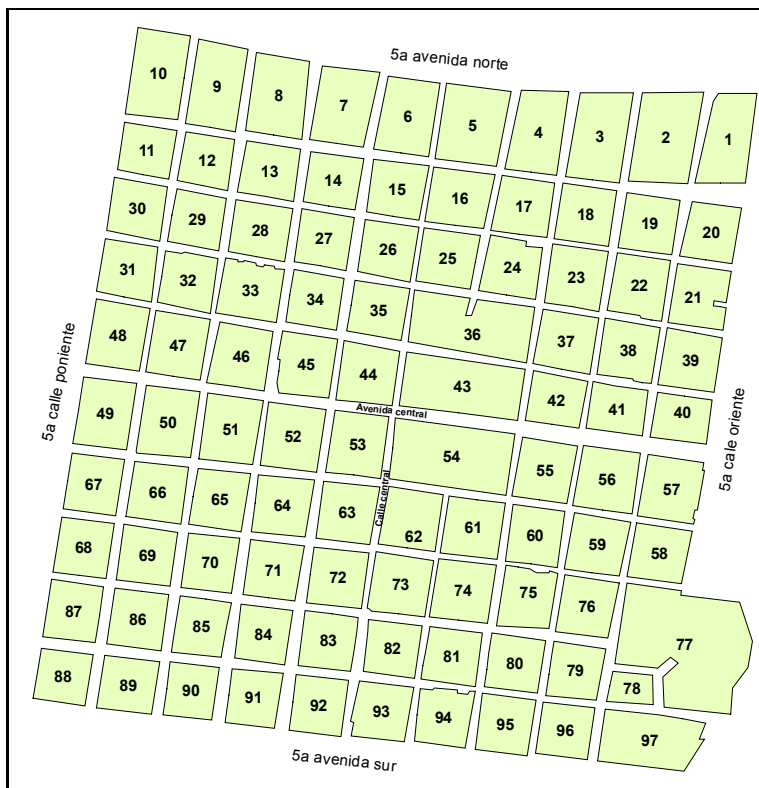 5a avenida norte
10 9 8 7 6 5 4 3 2 1
11 12 13 14 15 16 17 18 19 20
30 29 28 27 26 25 24 23 22 21
31 32 33 34 35 36 37 38 39
48 47 46 45 44 43 42 41 40
5a calle poniente
5a cale oriente
Avenida central
49 50 51 52 53 54 55 56 57
Calle central
67 66 65 64 63 62 61 60 59 58
68 69 70 71 72 73 74 75 76 77
87 86 85 84 83 82 81 80 79 78
88 89 90 91 92 93 94 95 96 97
5a avenida sur